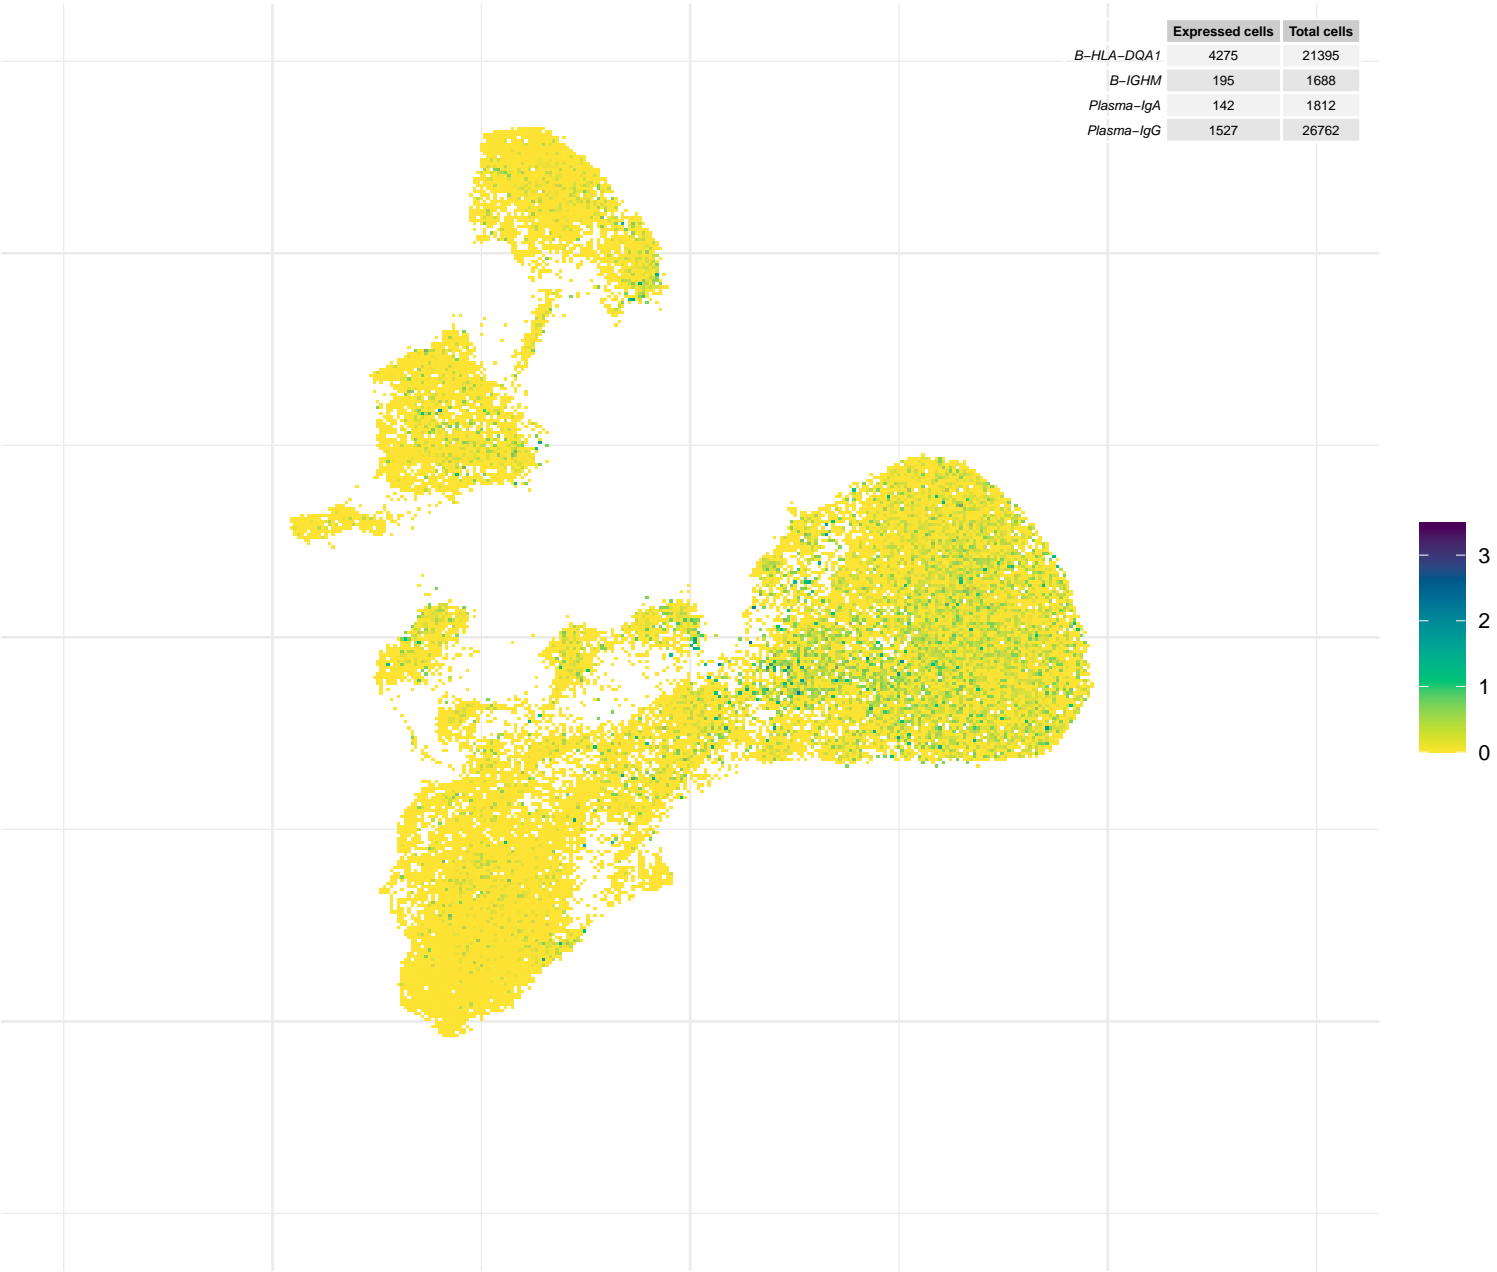 Expressed cells Total cells
B−HLA−DQA1 4275 21395
B−IGHM 195 1688
Plasma−IgA 142 1812
Plasma−IgG 1527 26762
3
2
1
0